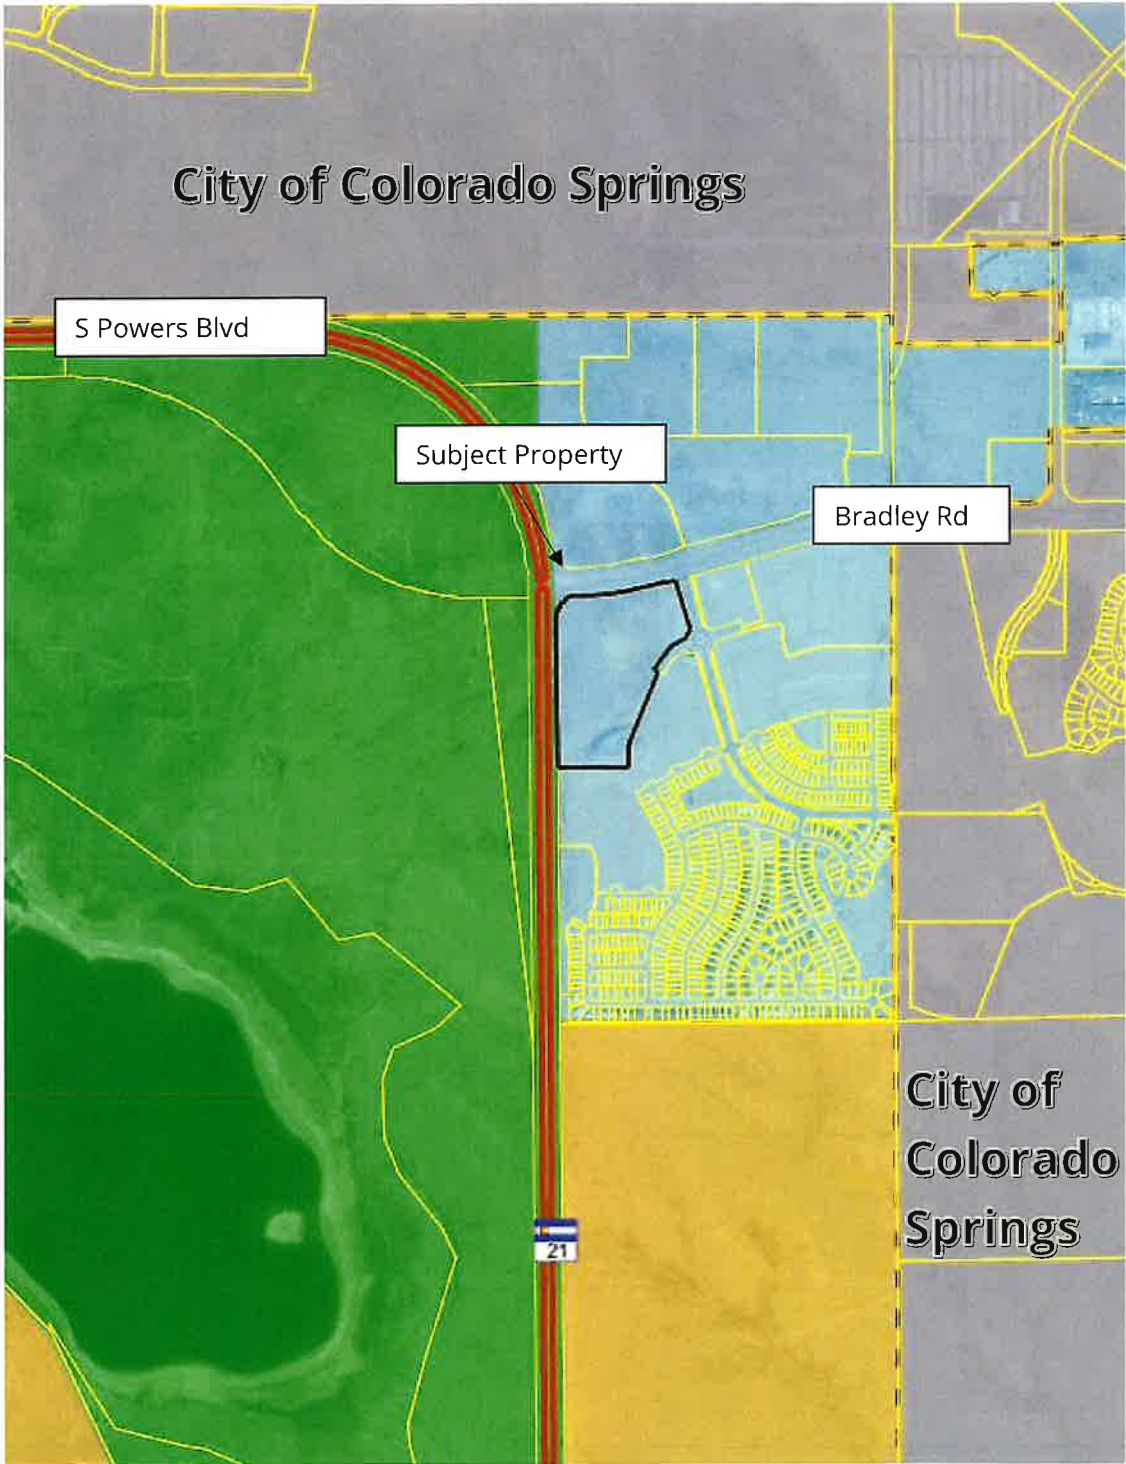 City of Colorado Springs
S Powers Blvd
Subject Property
Bradley Rd
City of
Colorado
Springs
21